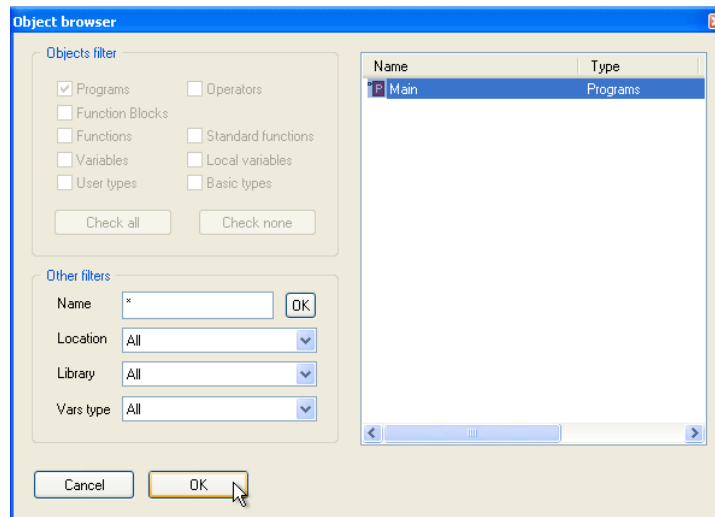 Object browser
Objects filter
Programs Operators
Function Blocks
Functions Standard functions
Variables Local variables
User types Basic types
Check all Check none
Other filters
Name * OK
Location All
Library All
Vars type All
Cancel OK
Name Type
P Main Programs